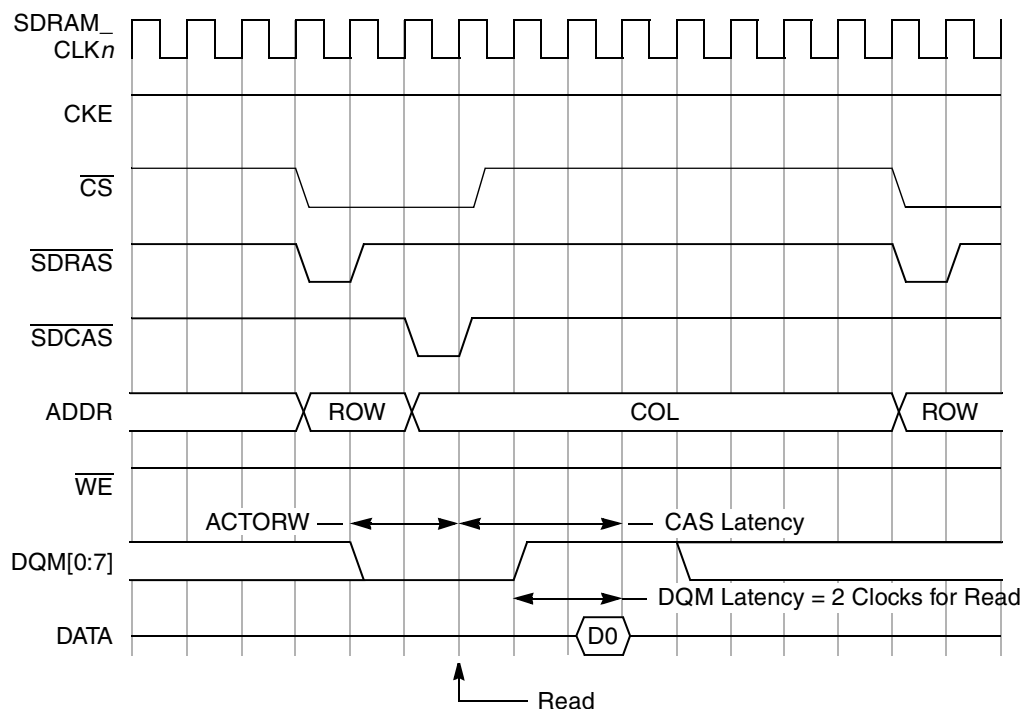 SDRAM_
CLKn
CKE
CS
SDRAS
SDCAS
ADDR
ROW
COL
ROW
WE
ACTORW
CAS Latency
DQM[0:7]
DQM Latency = 2 Clocks for Read
DATA
D0
Read